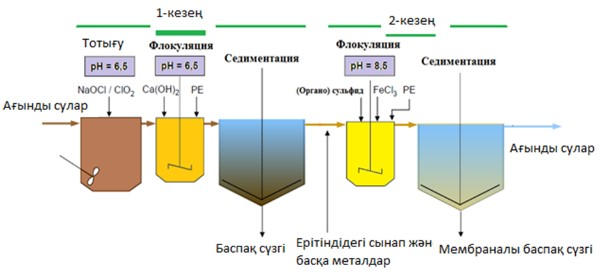 1-кезең
2-кезең
Тотығу
Флокуляция
Седиментация
Флокуляция
Седиментация
pH = 6,5
pH = 6,5
pH = 8,5
NaOCl / ClO2
Ca(OH)2
PE
(Органо) сульфид
FeCl3
PE
Ағынды сулар
Ағынды сулар
Баспақ сүзгі
Ерітіндідегі сынап жән
басқа металдар
Мембраналы баспақ сүзгі